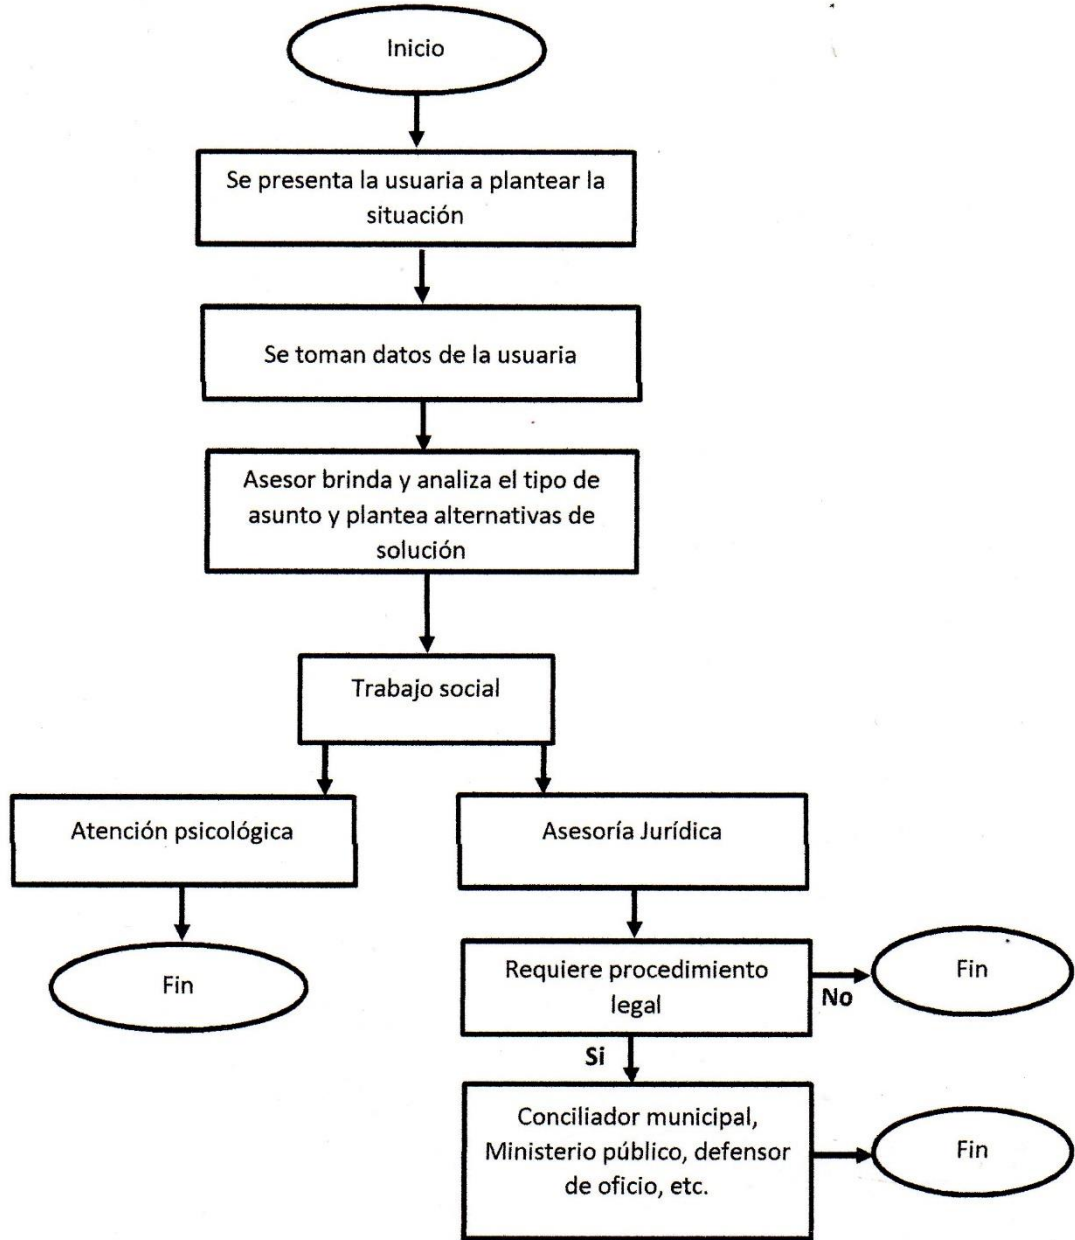 Inicio
Se presenta la usuaria a plantear la
situación
Se toman datos de la usuaria
Asesor brinda y analiza el tipo de
asunto y plantea alternativas de
solución
Trabajo social
Atención psicológica
Asesoría Jurídica
Fin
Requiere procedimiento
legal
No
Fin
Si
Conciliador municipal,
Ministerio público, defensor
de oficio, etc.
Fin